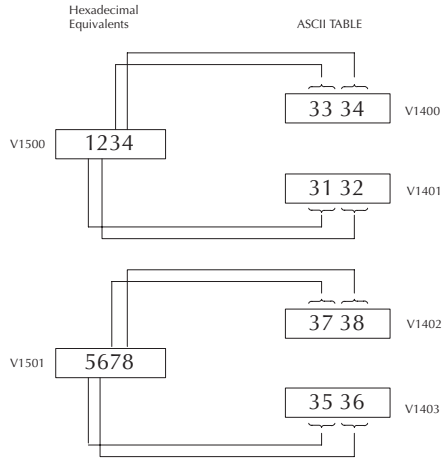 Hexadecimal
Equivalents
ASCII TABLE
33 34
V1400
V1500
1234
31 32
V1401
37 38
V1402
V1501
5678
35 36
V1403